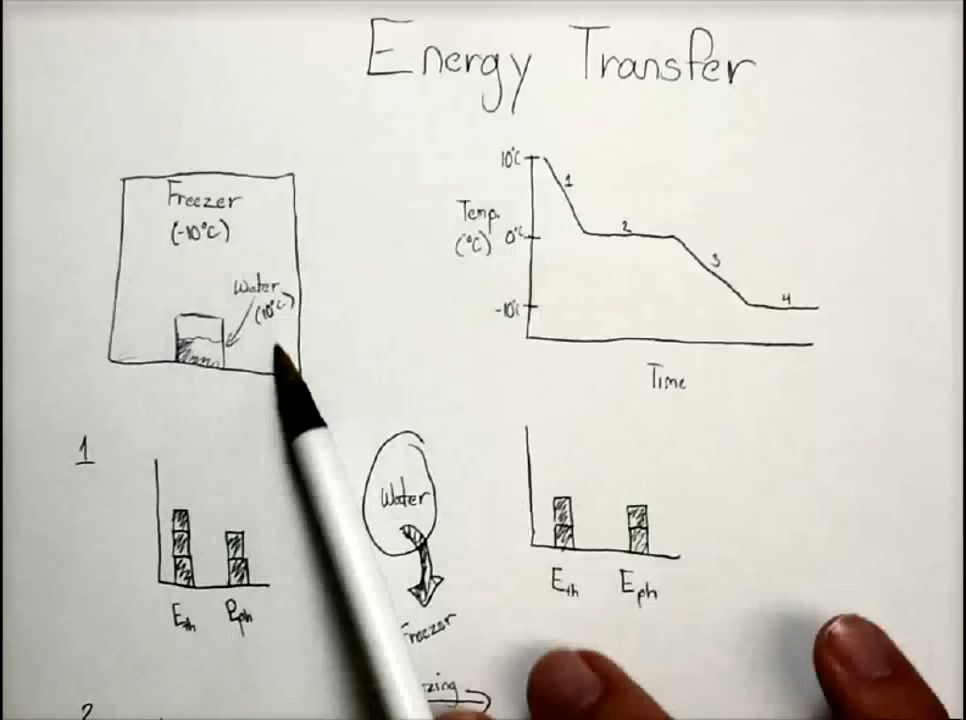 Energy Transfer
Freezer
(-10°C)
Water
(10°C)
Temp.
(°C)
10°C
0°C
-10°C
1
2
3
4
Time
1
Eth Eph
Water
Freezer
Eth Eph
zing
2